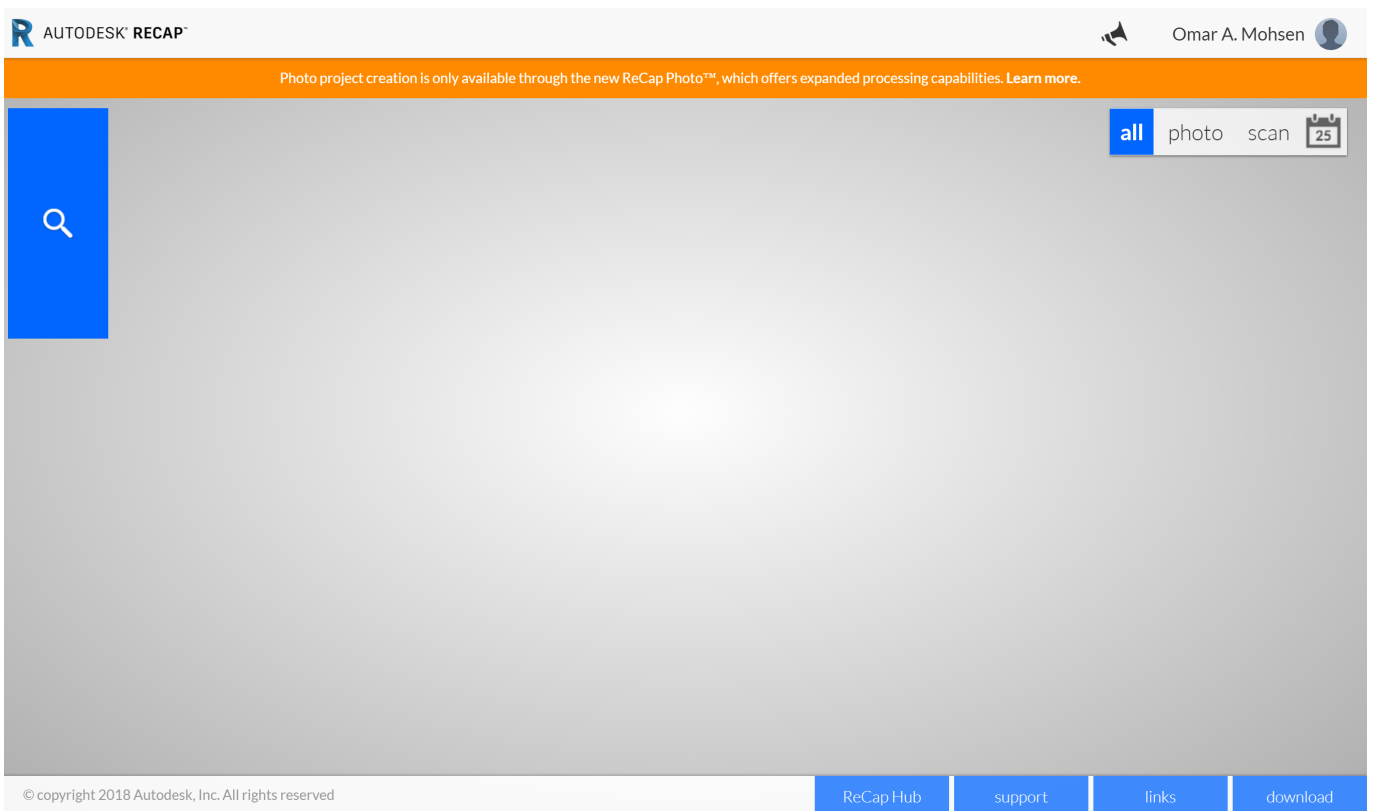 AUTODESK® RECAP™
Omar A. Mohsen
Photo project creation is only available through the new ReCap Photo™, which offers expanded processing capabilities. Learn more.
all photo scan 25
© copyright 2018 Autodesk, Inc. All rights reserved
ReCap Hub support links download